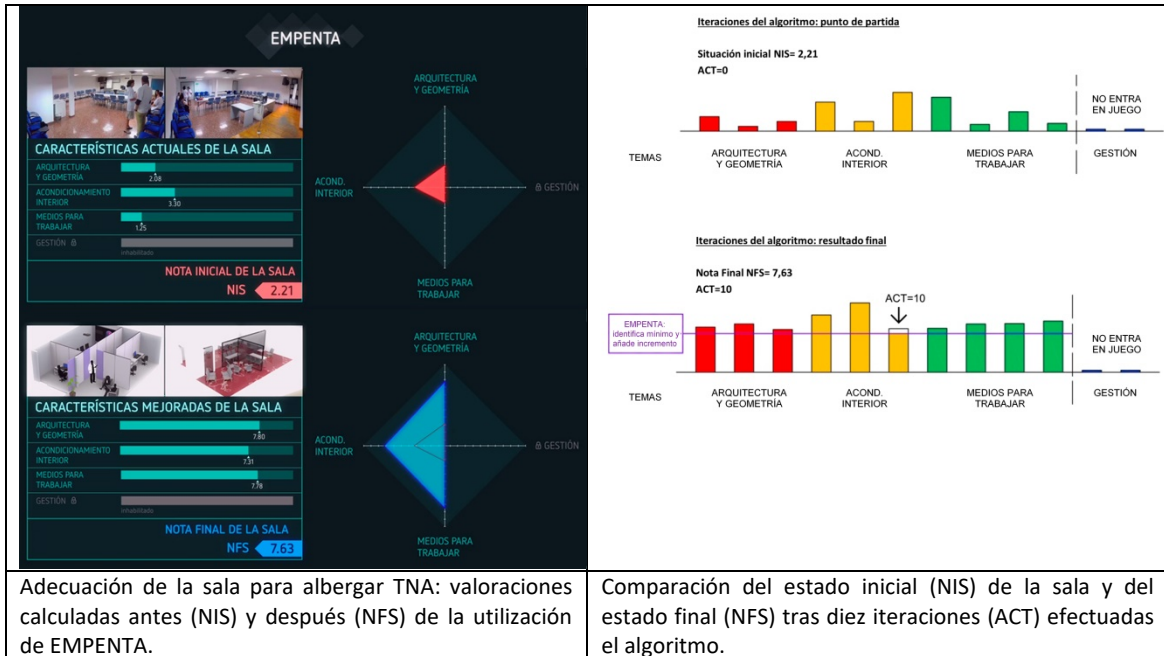 EMPENTA
ARQUITECTURA
Y GEOMETRÍA
CARACTERÍSTICAS ACTUALES DE LA SALA
ARQUITECTURA
Y GEOMETRÍA
2.08
ACONDICIONAMIENTO
INTERIOR
3.30
MEDIOS PARA
TRABAJAR
1.25
GESTIÓN
inhabilitado
NOTA INICIAL DE LA SALA
NIS 2.21
ACOND.
INTERIOR
GESTIÓN
MEDIOS PARA
TRABAJAR
ARQUITECTURA
Y GEOMETRÍA
CARACTERÍSTICAS MEJORADAS DE LA SALA
ARQUITECTURA
Y GEOMETRÍA
7.80
ACONDICIONAMIENTO
INTERIOR
7.31
MEDIOS PARA
TRABAJAR
7.78
GESTIÓN
inhabilitado
NOTA FINAL DE LA SALA
NFS 7.63
ACOND.
INTERIOR
GESTIÓN
MEDIOS PARA
TRABAJAR
Iteraciones del algoritmo: punto de partida
Situación inicial NIS= 2,21
ACT=0
NO ENTRA
EN JUEGO
TEMAS
ARQUITECTURA
Y GEOMETRÍA
ACOND.
INTERIOR
MEDIOS PARA
TRABAJAR
GESTIÓN
Iteraciones del algoritmo: resultado final
Nota Final NFS= 7,63
ACT=10
ACT=10
EMPENTA:
identifica mínimo y
añade incremento
NO ENTRA
EN JUEGO
TEMAS
ARQUITECTURA
Y GEOMETRÍA
ACOND.
INTERIOR
MEDIOS PARA
TRABAJAR
GESTIÓN
Adecuación de la sala para albergar TNA: valoraciones
calculadas antes (NIS) y después (NFS) de la utilización
de EMPENTA.
Comparación del estado inicial (NIS) de la sala y del
estado final (NFS) tras diez iteraciones (ACT) efectuadas
el algoritmo.